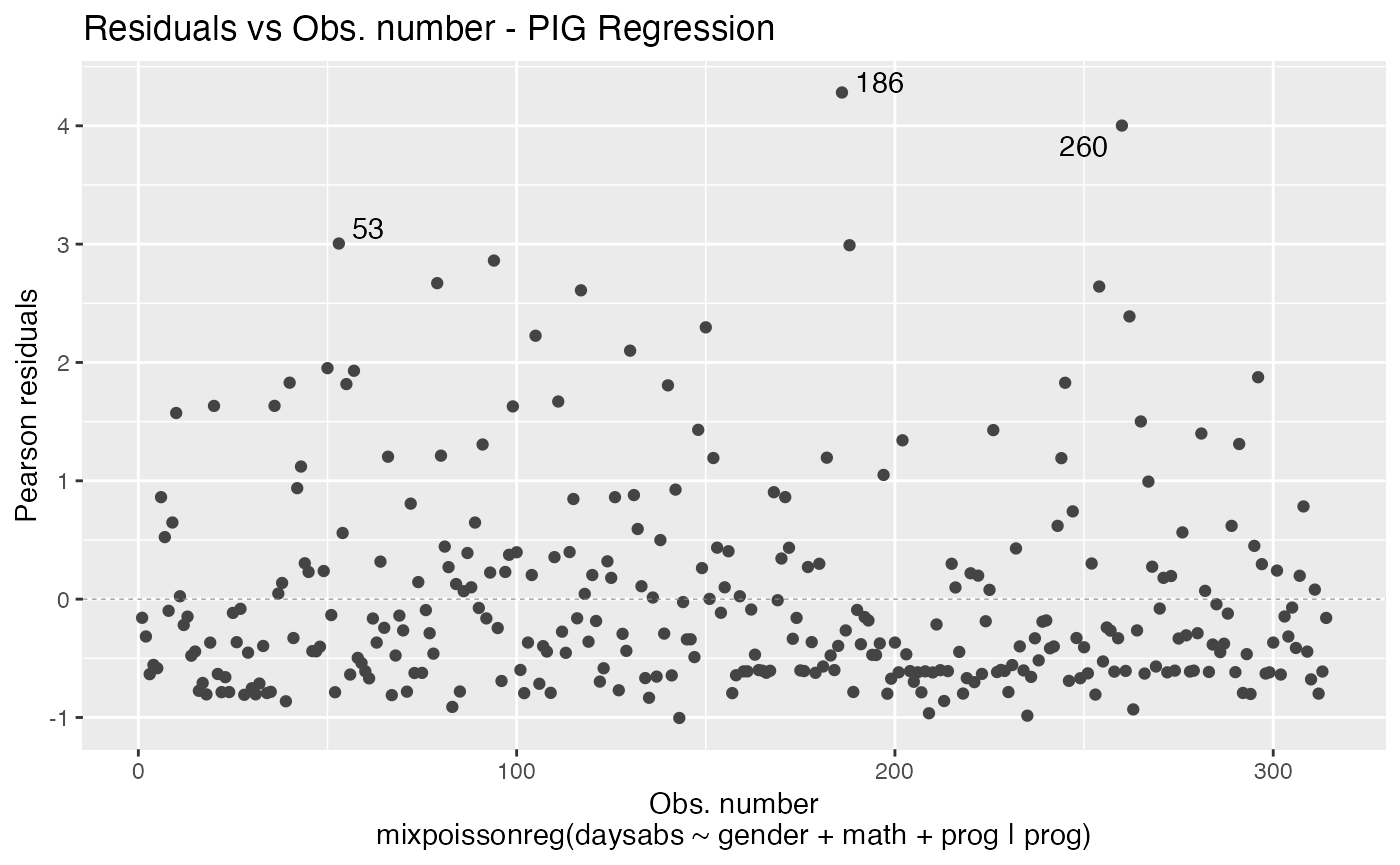 Residuals vs Obs. number - PIG Regression
186
4
260
53
3
2
Pearson residuals
1
0
-1
0 100 200 300
Obs. number
mixpoissonreg(daysabs ~ gender + math + prog | prog)